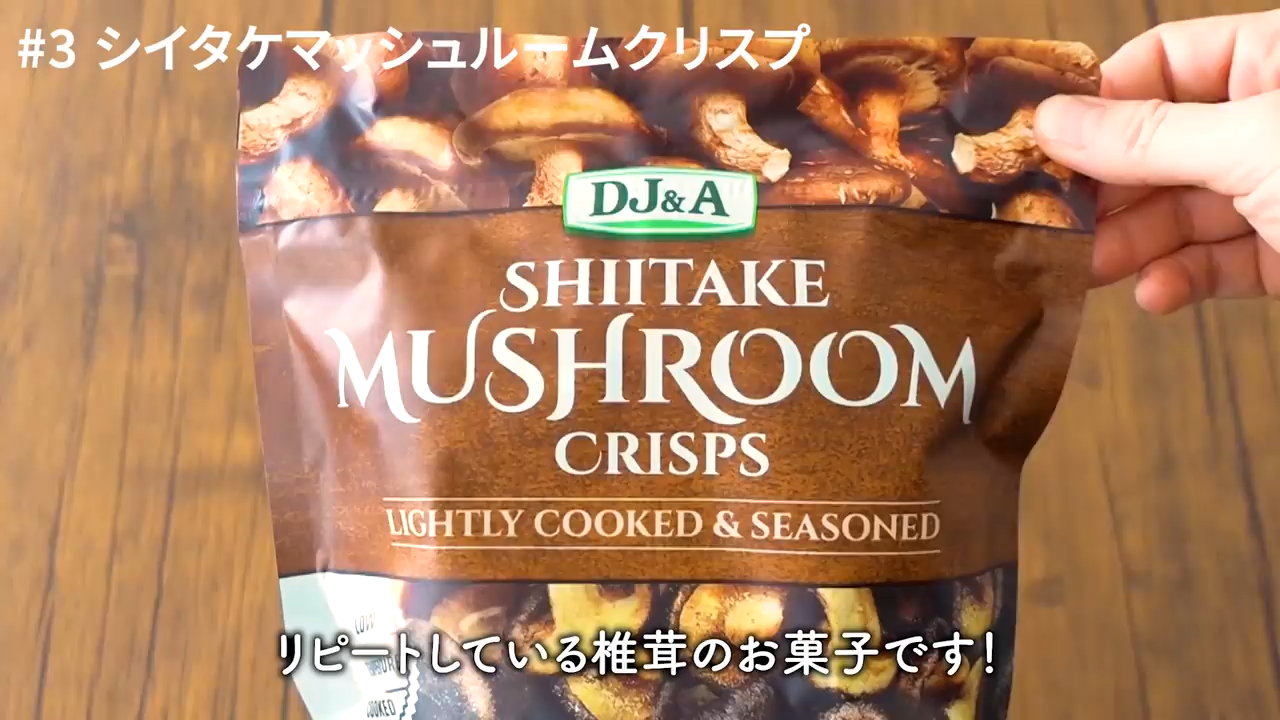 #3 シイタケマッシュルームクリスプ
DJ&A
SHIITAKE
MUSHROOM
CRISPS
LIGHTLY COOKED & SEASONED
リピートしている椎茸のお菓子です!
COOKED